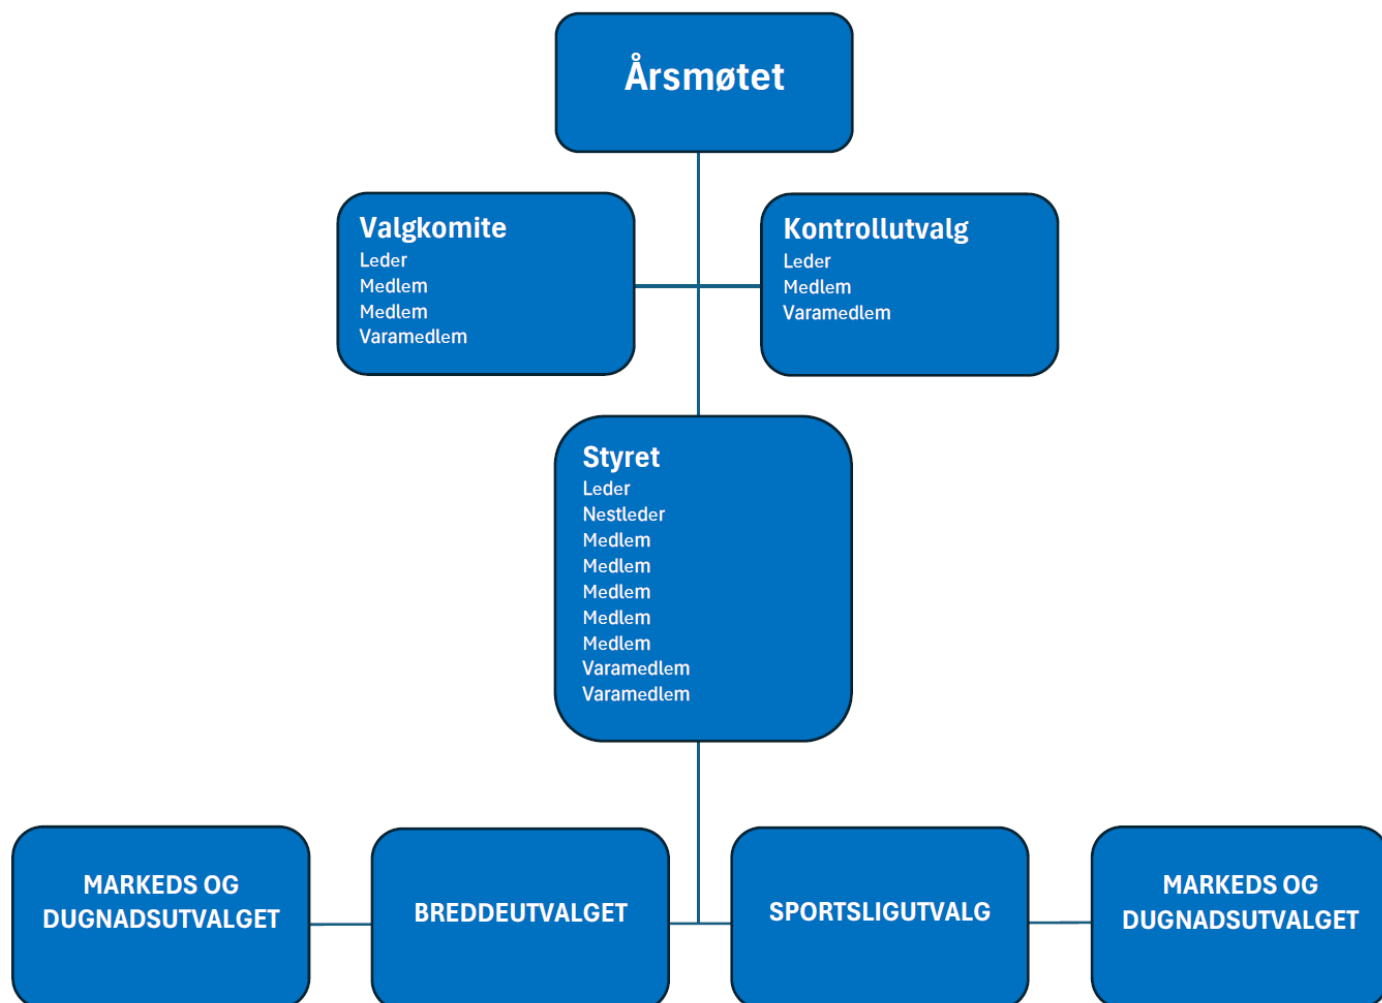 Årsmøtet
Valgkomite
Leder
Medlem
Medlem
Varamedlem
Kontrollutvalg
Leder
Medlem
Varamedlem
Styret
Leder
Nestleder
Medlem
Medlem
Medlem
Medlem
Medlem
Varamedlem
Varamedlem
MARKEDS OG
DUGNADSUTVALGET
BREDDEUTVALGET
SPORTSLIGUTVALG
MARKEDS OG
DUGNADSUTVALGET